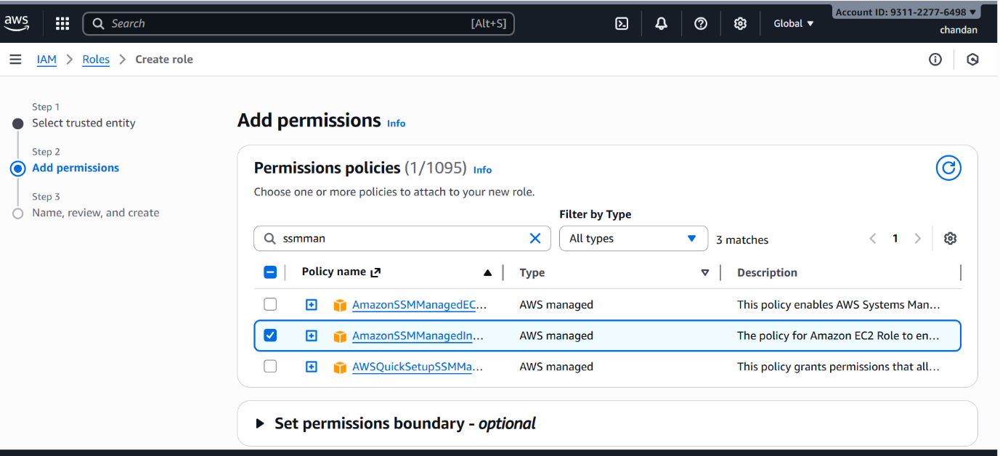 aws
Search [Alt+S] Global ▼ Account ID: 9311-2277-6498 ▼
chandan
IAM > Roles > Create role
Step 1
Select trusted entity
Step 2
Add permissions
Step 3
Name, review, and create
Add permissions Info
Permissions policies (1/1095) Info
Choose one or more policies to attach to your new role.
Filter by Type
ssmman All types 3 matches 1
Policy name Type Description
AmazonSSMManagedEC... AWS managed This policy enables AWS Systems Man...
AmazonSSMManagedIn... AWS managed The policy for Amazon EC2 Role to en...
AWSQuickSetupSSMMa... AWS managed This policy grants permissions that all...
Set permissions boundary - optional